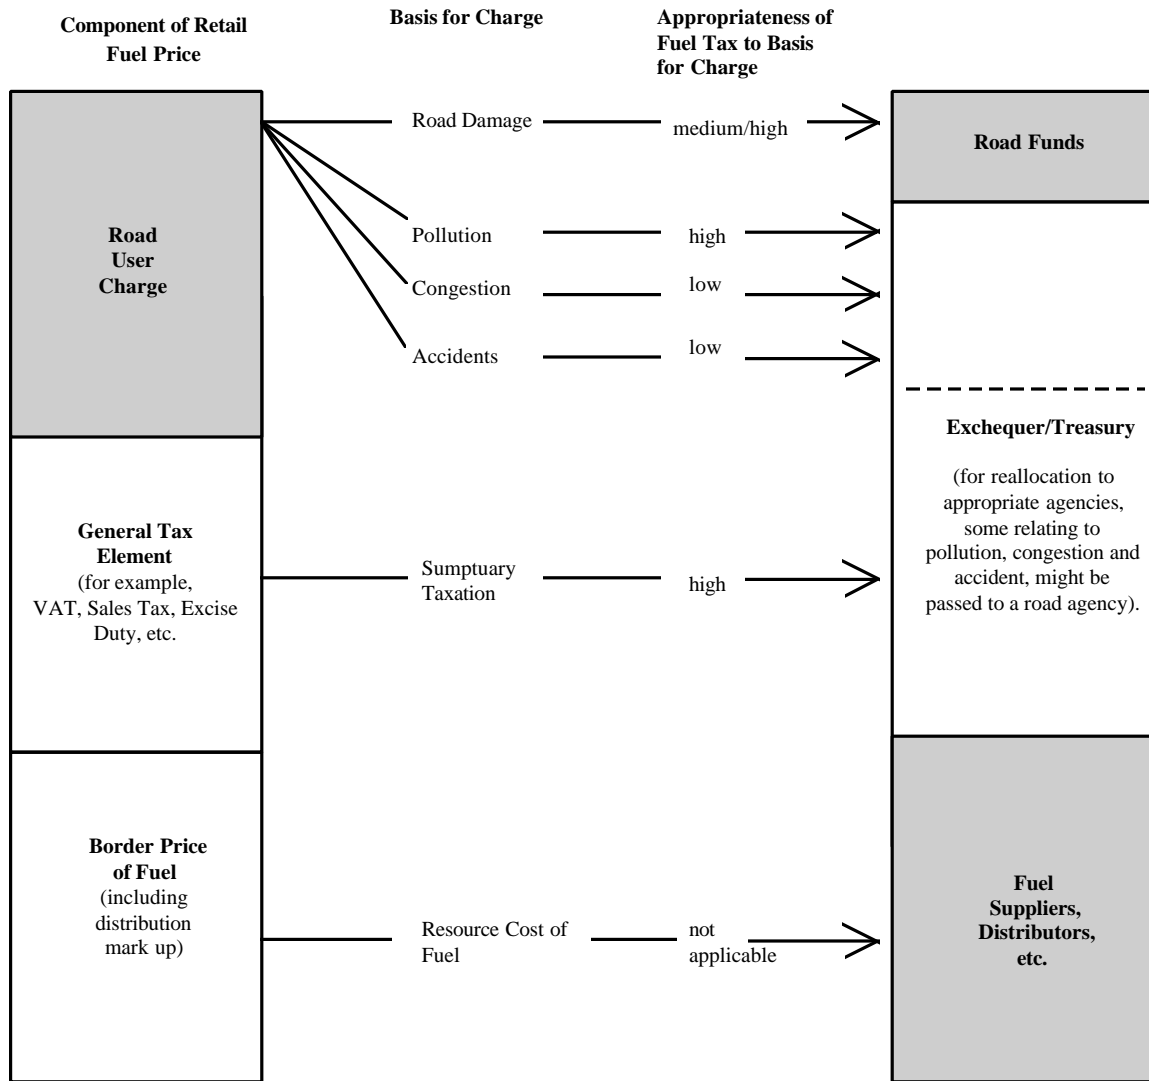 Component of Retail
Fuel Price
Basis for Charge
Appropriateness of
Fuel Tax to Basis
for Charge
Road
User
Charge
Road Damage
medium/high
Road Funds
Pollution
high
Congestion
low
Accidents
low
Exchequer/Treasury
(for reallocation to
appropriate agencies,
some relating to
pollution, congestion and
accident, might be
passed to a road agency).
General Tax
Element
(for example,
VAT, Sales Tax, Excise
Duty, etc.
Sumptuary
Taxation
high
Border Price
of Fuel
(including
distribution
mark up)
Resource Cost of
Fuel
not
applicable
Fuel
Suppliers,
Distributors,
etc.